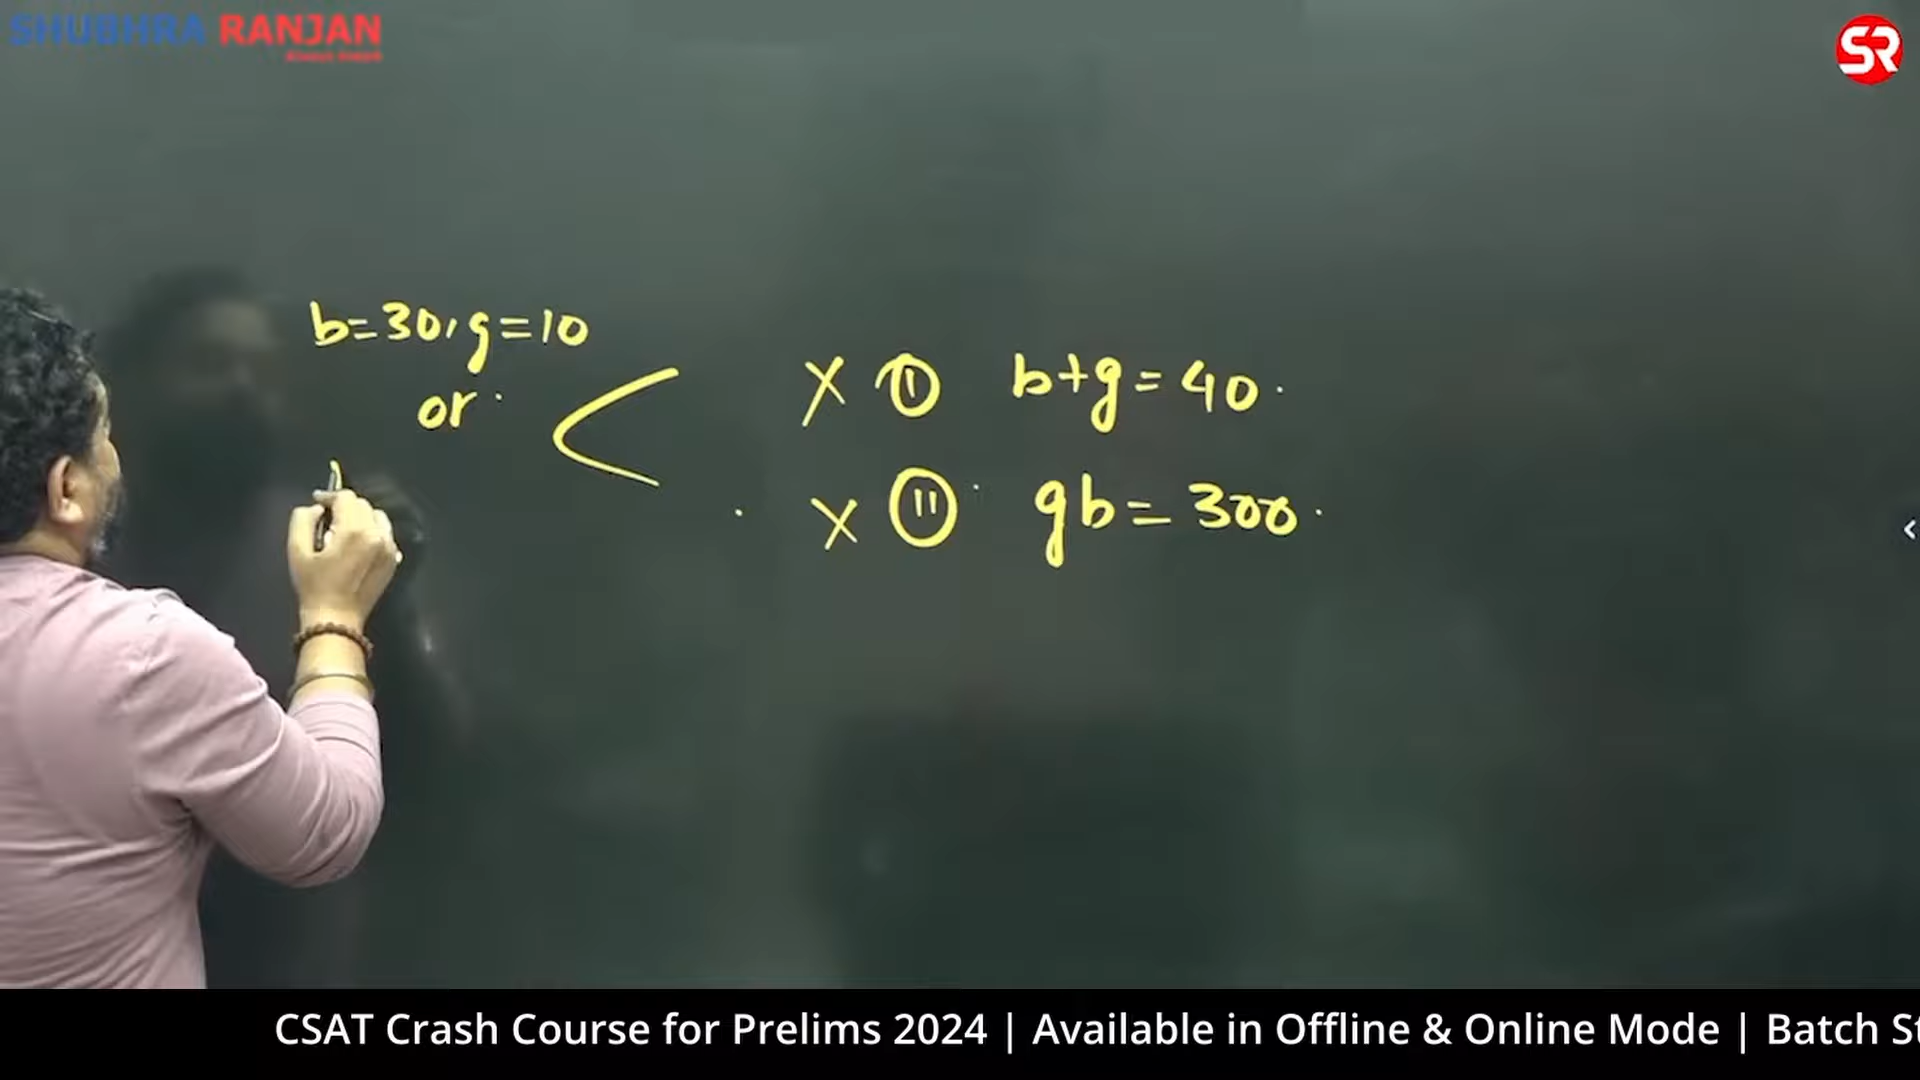 SHUBHRA RANJAN
SR
b=30, g=10
or
X ① b+g=40
X ⑪ gb=300
<
CSAT Crash Course for Prelims 2024 | Available in Offline & Online Mode | Batch St